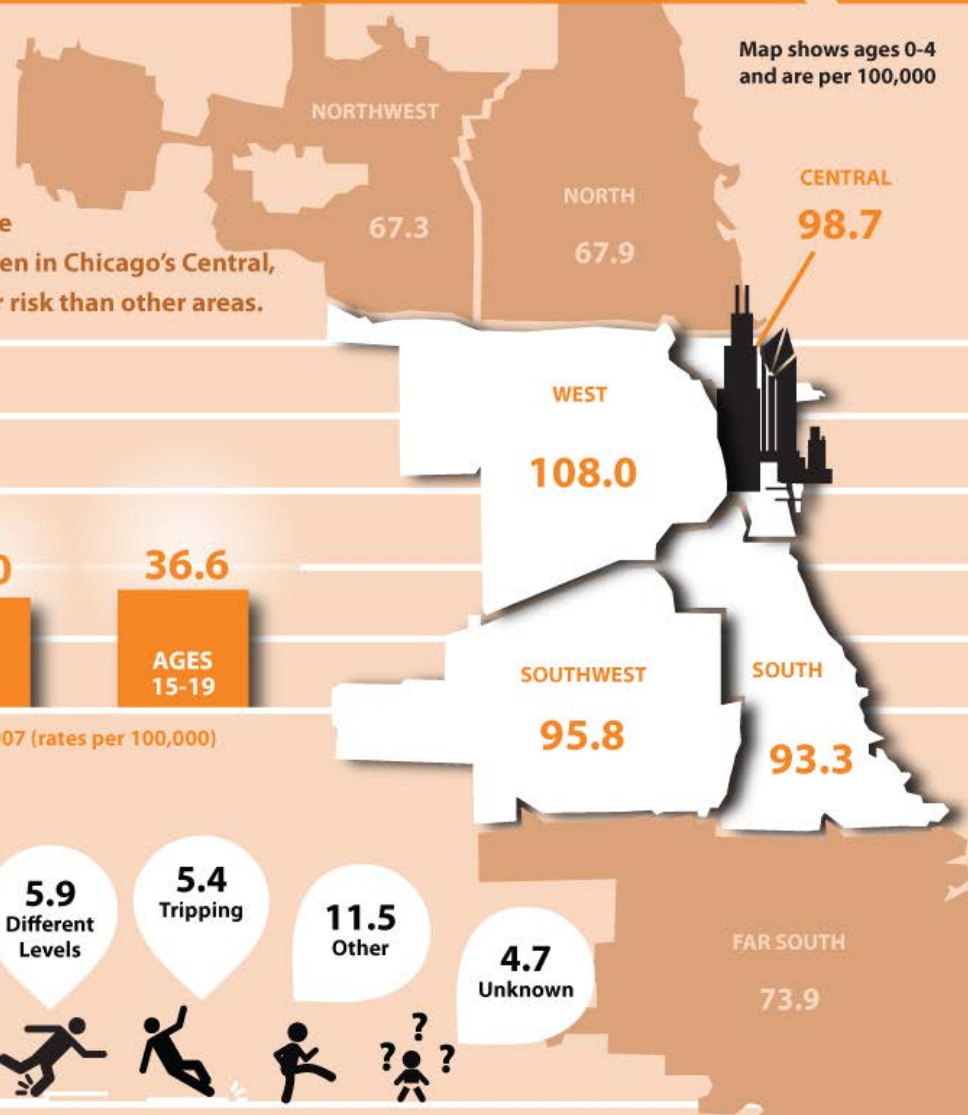 Map shows ages 0-4
and are per 100,000
NORTHWEST
67.3
NORTH
67.9
CENTRAL
98.7
en in Chicago's Central,
risk than other areas.
WEST
108.0
36.6
AGES
15-19
07 (rates per 100,000)
SOUTHWEST
95.8
SOUTH
93.3
5.9
Different
Levels
5.4
Tripping
11.5
Other
4.7
Unknown
? ? ?
FAR SOUTH
73.9